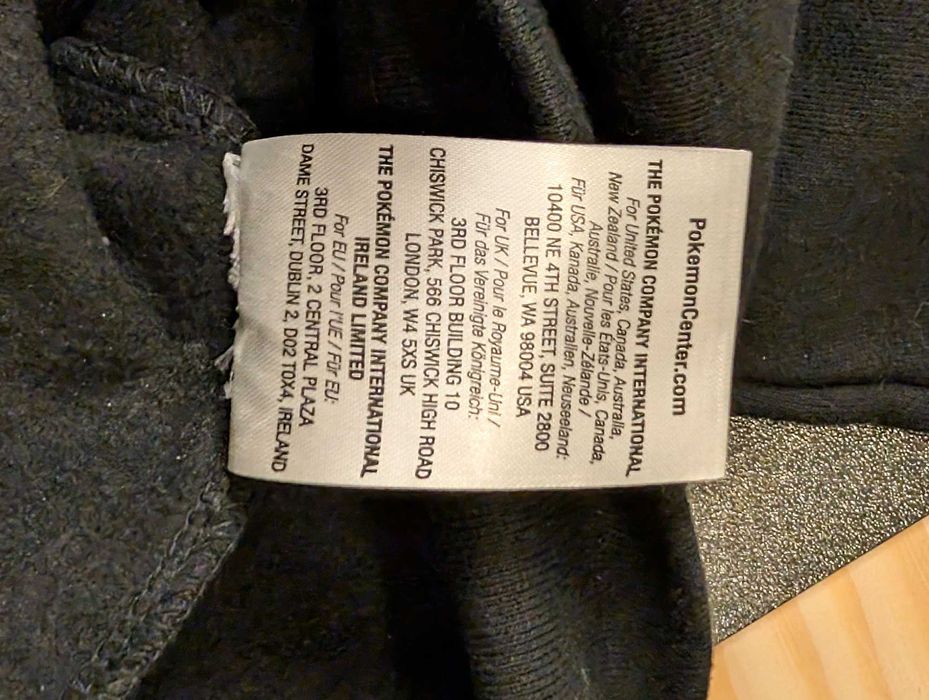 PokemonCenter.com
THE POKÉMON COMPANY INTERNATIONAL
For United States, Canada, Australia,
New Zealand / Pour les États-Unis, Canada,
Australie, Nouvelle-Zélande /
Für USA, Kanada, Australien, Neuseeland:
10400 NE 4TH STREET, SUITE 2800
BELLEVUE, WA 98004 USA
For UK / Pour le Royaume-Uni /
Für das Vereinigte Königreich:
3RD FLOOR BUILDING 10
CHISWICK PARK, 566 CHISWICK HIGH ROAD
LONDON, W4 5XS UK
THE POKÉMON COMPANY INTERNATIONAL
IRELAND LIMITED
For EU / Pour l'UE / Für EU:
3RD FLOOR, 2 CENTRAL PLAZA
DAME STREET, DUBLIN 2, D02 T0X4, IRELAND